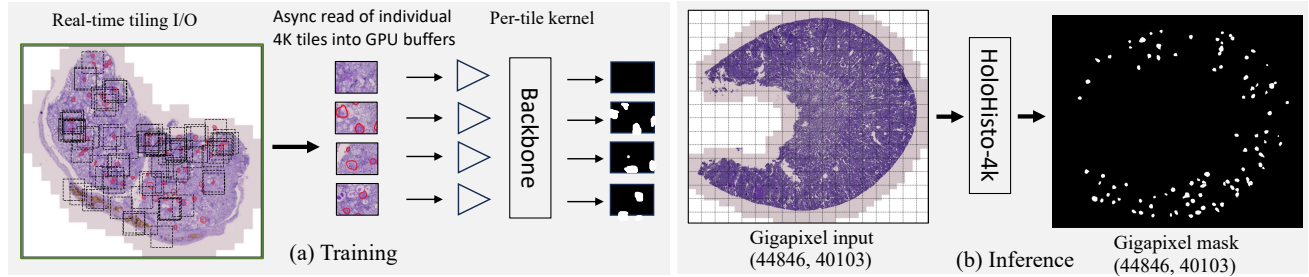 Real-time tiling I/O
Async read of individual
4K tiles into GPU buffers
Per-tile kernel
Backbone
(a) Training
HoloHisto-4k
Gigapixel input
(44846, 40103)
(b) Inference
Gigapixel mask
(44846, 40103)